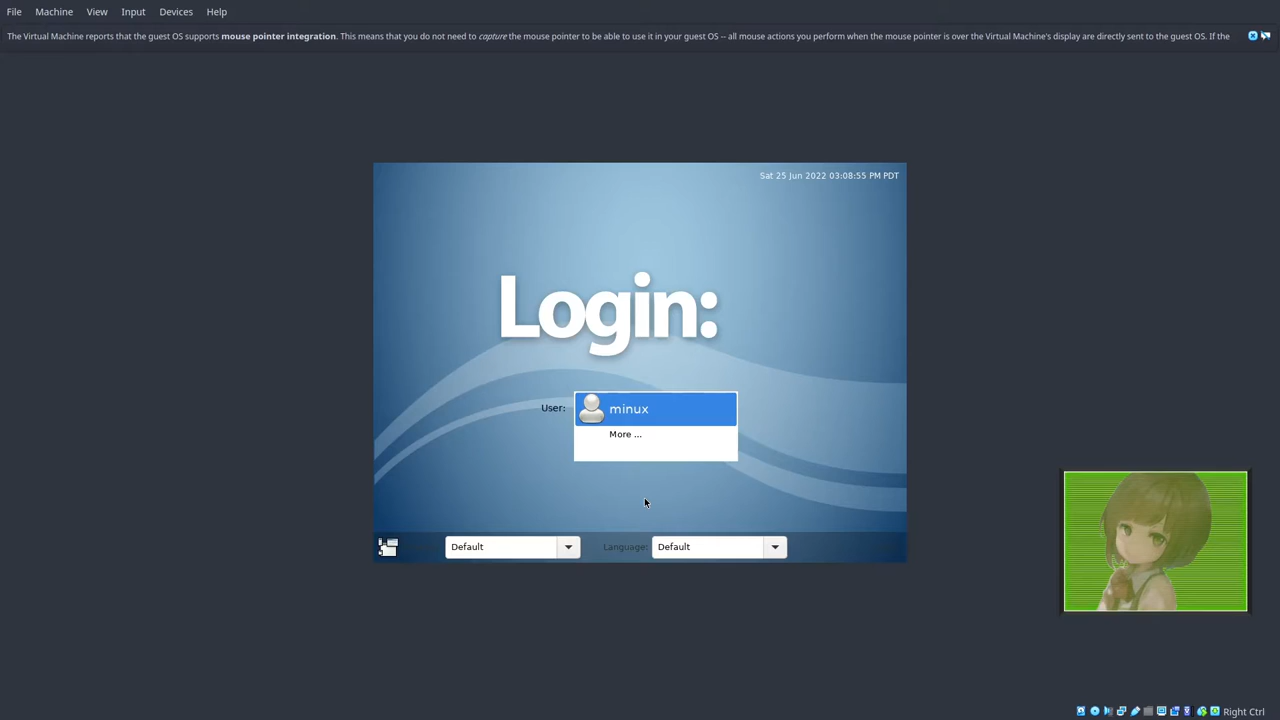 File Machine View Input Devices Help
The Virtual Machine reports that the guest OS supports mouse pointer integration. This means that you do not need to capture the mouse pointer to be able to use it in your guest OS -- all mouse actions you perform when the mouse pointer is over the Virtual Machine's display are directly sent to the guest OS. If the
Sat 25 Jun 2022 03:08:55 PM PDT
Login:
User: minux
More ...
Default Language: Default
Right Ctrl